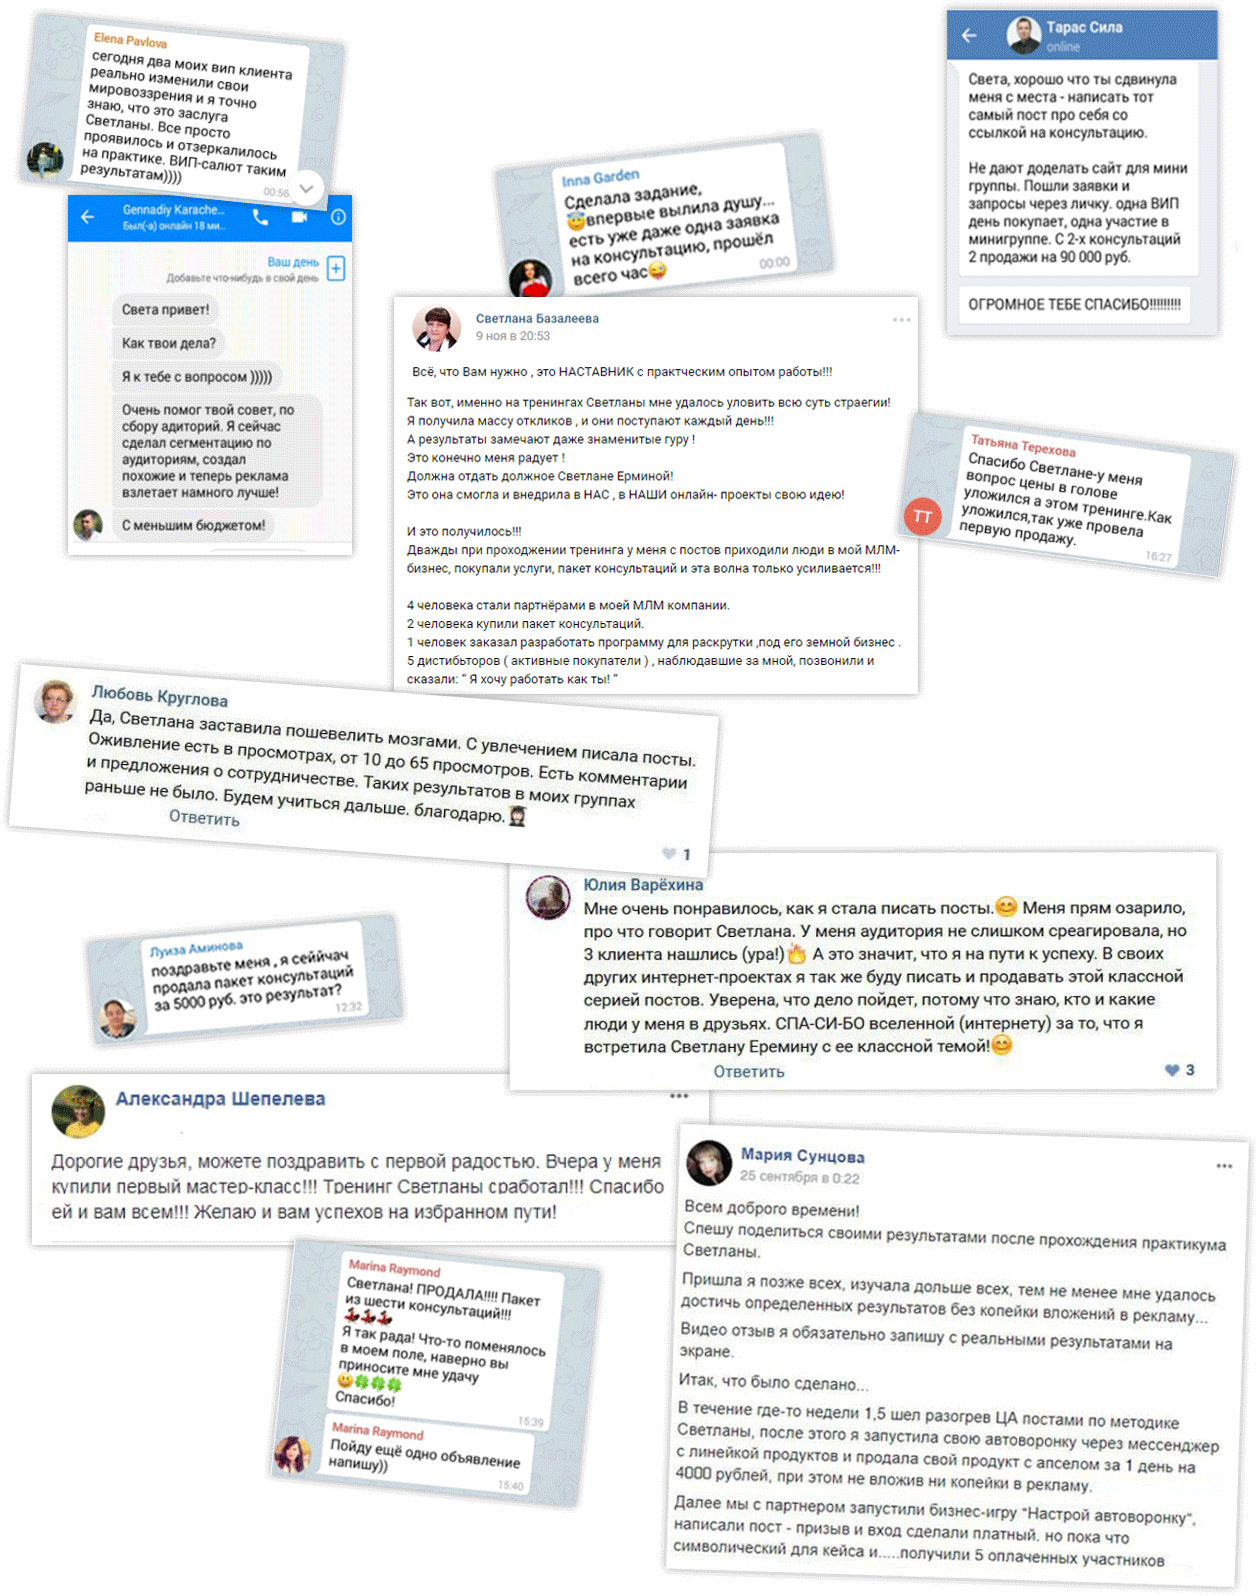 Elena Pavlova
сегодня два моих вип клиента
реально изменили свои
мировоззрения и я точно
знаю, что это заслуга
Светланы. Все просто
проявилось и отзеркалилось
на практике. ВИП-салют таким
результатам))))
00:56
Тарас Сила
online
Света, хорошо что ты сдвинула
меня с места - написать тот
самый пост про себя со
ссылкой на консультацию.
Не дают доделать сайт для мини
группы. Пошли заявки и
запросы через личку. одна ВИП
день покупает, одна участие в
минигруппе. С 2-х консультаций
2 продажи на 90 000 руб.
ОГРОМНОЕ ТЕБЕ СПАСИБО!!!!!!!!!
Inna Garden
Сделала задание,
😇впервые вылила душу...
есть уже даже одна заявка
на консультацию, прошёл
всего час😜
00:00
Gennadiy Karache...
Был(-а) онлайн 18 ми...
Ваш день
Добавьте что-нибудь в свой день
Света привет!
Как твои дела?
Я к тебе с вопросом )))))
Очень помог твой совет, по
сбору адиторий. Я сейчас
сделал сегментацию по
аудиториям, создал
похожие и теперь реклама
взлетает намного лучше!
С меньшим бюджетом!
Светлана Базалеева
9 ноя в 20:53
Всё, что Вам нужно , это НАСТАВНИК с практческим опытом работы!!!
Так вот, именно на тренингах Светланы мне удалось уловить всю суть страегии!
Я получила массу откликов , и они поступают каждый день!!!
А результаты замечают даже знаменитые гуру !
Это конечно меня радует !
Должна отдать должное Светлане Ерминой!
Это она смогла и внедрила в НАС , в НАШИ онлайн- проекты свою идею!
И это получилось!!!
Дважды при прохождении тренинга у меня с постов приходили люди в мой МЛМ-
бизнес, покупали услуги, пакет консультаций и эта волна только усиливается!!!
4 человека стали партнёрами в моей МЛМ компании.
2 человека купили пакет консультаций.
1 человек заказал разработать программу для раскрутки ,под его земной бизнес .
5 дистибьторов ( активные покупатели ) , наблюдавшие за мной, позвонили и
сказали: “ Я хочу работать как ты! “
Татьяна Терехова
Спасибо Светлане-у меня
вопрос цены в голове
уложился а этом тренинге.Как
уложился,так уже провела
первую продажу.
ТТ
16:27
Любовь Круглова
Да, Светлана заставила пошевелить мозгами. С увлечением писала посты.
Оживление есть в просмотрах, от 10 до 65 просмотров. Есть комментарии
и предложения о сотрудничестве. Таких результатов в моих группах
раньше не было. Будем учиться дальше. благодарю.👩‍🎓
Ответить
1
Юлия Варёхина
Мне очень понравилось, как я стала писать посты.😊 Меня прям озарило,
про что говорит Светлана. У меня аудитория не слишком среагировала, но
3 клиента нашлись (ура!)🔥 А это значит, что я на пути к успеху. В своих
других интернет-проектах я так же буду писать и продавать этой классной
серией постов. Уверена, что дело пойдет, потому что знаю, кто и какие
люди у меня в друзьях. СПА-СИ-БО вселенной (интернету) за то, что я
встретила Светлану Еремину с ее классной темой!😊
Ответить
3
Луиза Аминова
поздравьте меня , я сеййчач
продала пакет консультаций
за 5000 руб. это результат?
12:32
Александра Шепелева
Дорогие друзья, можете поздравить с первой радостью. Вчера у меня
купили первый мастер-класс!!! Тренинг Светланы сработал!!! Спасибо
ей и вам всем!!! Желаю и вам успехов на избранном пути!
Мария Сунцова
25 сентября в 0:22
Всем доброго времени!
Спешу поделиться своими результатами после прохождения практикума
Светланы.
Пришла я позже всех, изучала дольше всех, тем не менее мне удалось
достичь определенных результатов без копейки вложений в рекламу...
Видео отзыв я обязательно запишу с реальными результатами на
экране.
Итак, что было сделано...
В течение где-то недели 1,5 шел разогрев ЦА постами по методике
Светланы, после этого я запустила свою автоворонку через мессенджер
с линейкой продуктов и продала свой продукт с апселом за 1 день на
4000 рублей, при этом не вложив ни копейки в рекламу.
Далее мы с партнером запустили бизнес-игру "Настрой автоворонку",
написали пост - призыв и вход сделали платный, но пока что
символический для кейса и.....получили 5 оплаченных участников
Marina Raymond
Светлана! ПРОДАЛА!!!! Пакет
из шести консультаций!!!
💃💃💃
Я так рада! Что-то поменялось
в моем поле, наверно вы
приносите мне удачу
😃🍀🍀🍀
Спасибо!
15:39
Marina Raymond
Пойду ещё одно объявление
напишу))
15:40